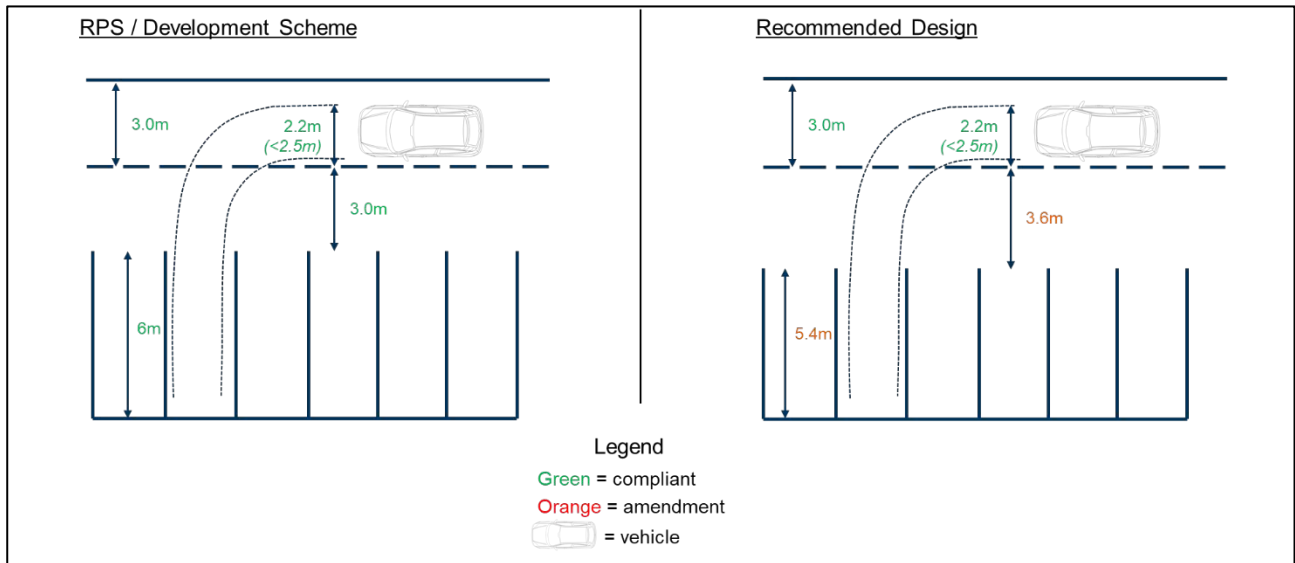 RPS / Development Scheme
3.0m
2.2m
(<2.5m)
3.0m
6m
Recommended Design
3.0m
2.2m
(<2.5m)
3.6m
5.4m
Legend
Green = compliant
Orange = amendment
= vehicle